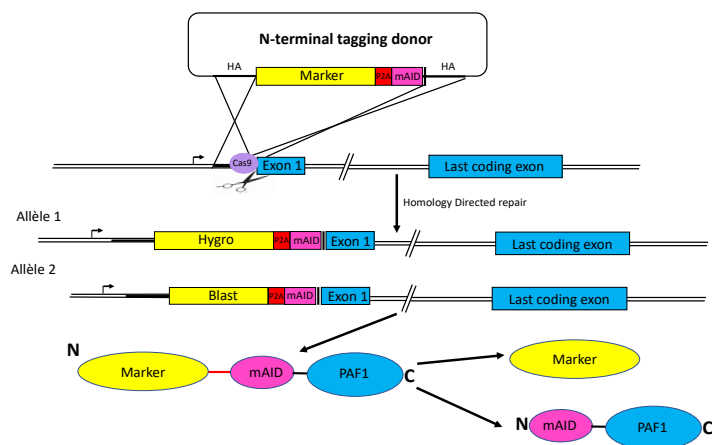 N-terminal tagging donor
HA
HA
Marker
P2A
mAID
Cas9
Exon 1
Last coding exon
Homology Directed repair
Allèle 1
Hygro
P2A
mAID
Exon 1
Last coding exon
Allèle 2
Blast
P2A
mAID
Exon 1
Last coding exon
N
Marker
mAID
PAF1
C
Marker
N
mAID
PAF1
C